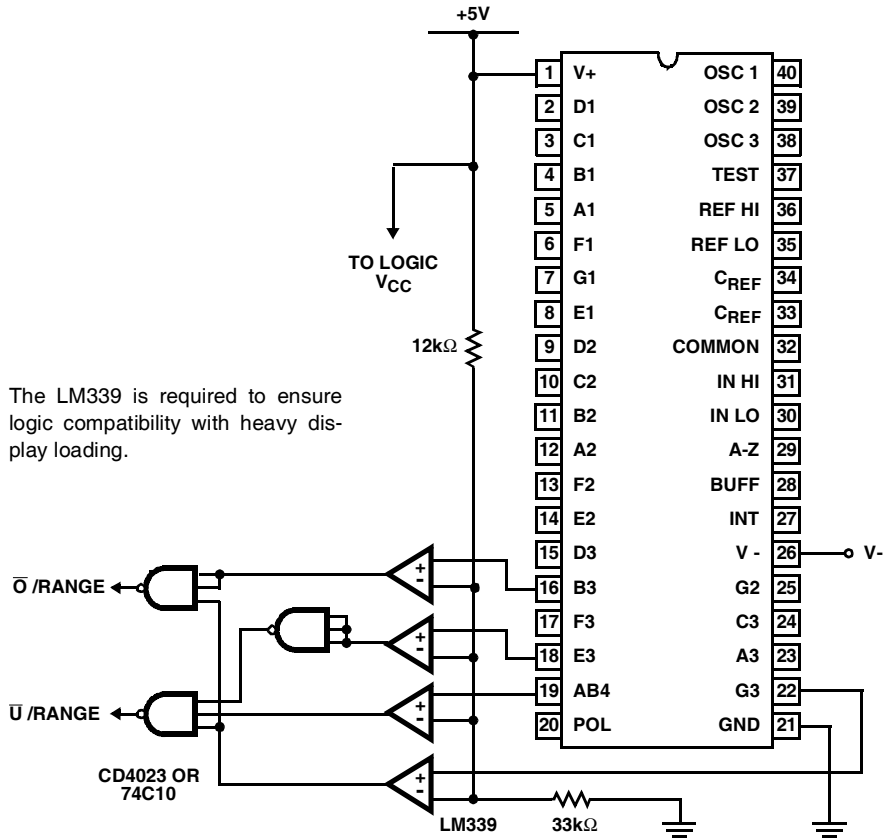 +5V
1 V+ OSC 1 40
2 D1 OSC 2 39
3 C1 OSC 3 38
4 B1 TEST 37
5 A1 REF HI 36
6 F1 REF LO 35
7 G1 CREF 34
8 E1 CREF 33
9 D2 COMMON 32
10 C2 IN HI 31
11 B2 IN LO 30
12 A2 A-Z 29
13 F2 BUFF 28
14 E2 INT 27
15 D3 V - 26 V-
16 B3 G2 25
17 F3 C3 24
18 E3 A3 23
19 AB4 G3 22
20 POL GND 21
TO LOGIC
VCC
12kΩ
The LM339 is required to ensure
logic compatibility with heavy dis-
play loading.
O̅ /RANGE
+
-
+
-
U̅ /RANGE
+
-
+
-
CD4023 OR
74C10
LM339
33kΩ